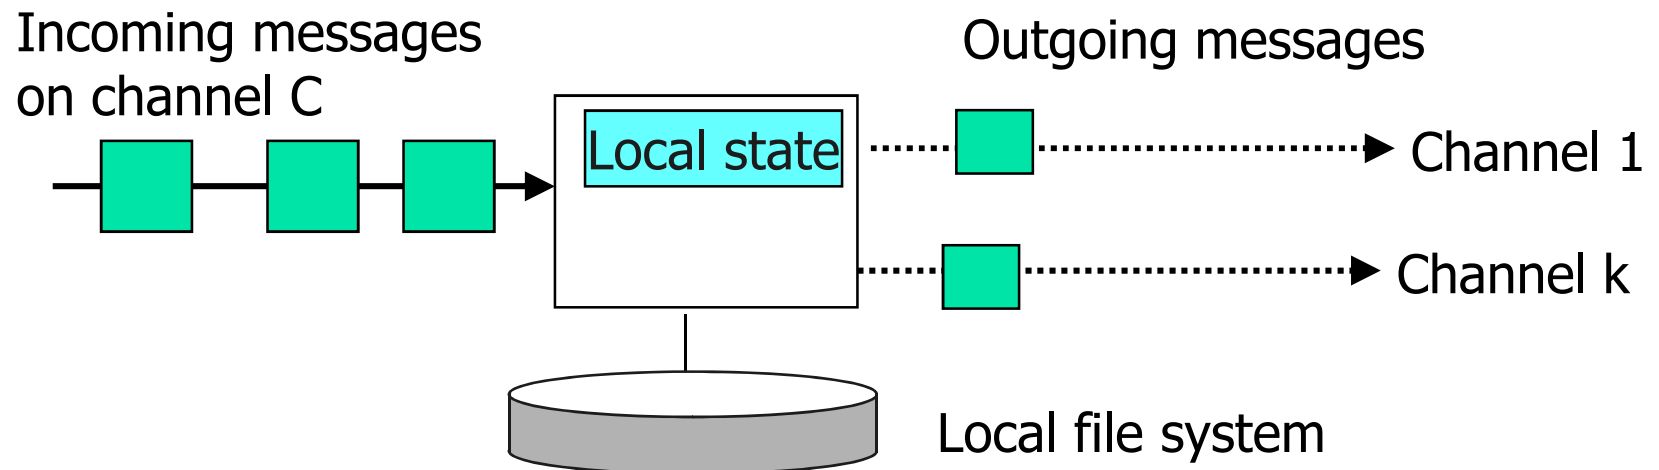 Incoming messages
on channel C
Outgoing messages
Local state
Channel 1
Channel k
Local file system